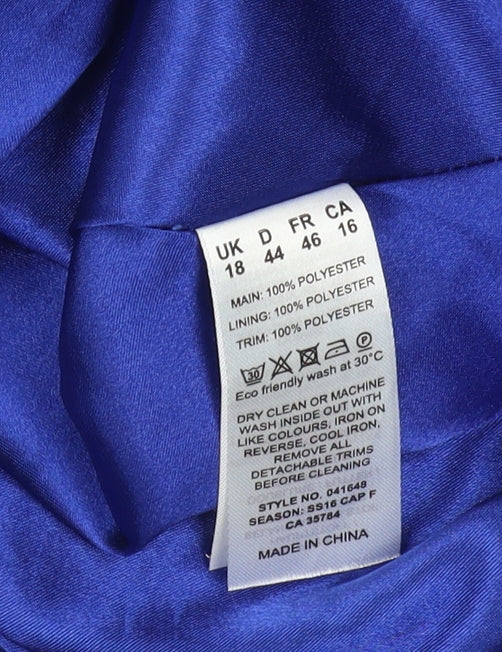 UK D FR CA
18 44 46 16
MAIN: 100% POLYESTER
LINING: 100% POLYESTER
TRIM: 100% POLYESTER
30 P
Eco friendly wash at 30°C
DRY CLEAN OR MACHINE
WASH INSIDE OUT WITH
LIKE COLOURS, IRON ON
REVERSE, COOL IRON,
REMOVE ALL
DETACHABLE TRIMS
BEFORE CLEANING
STYLE NO. 041648
SEASON: SS16 CAP F
CA 35784
MADE IN CHINA